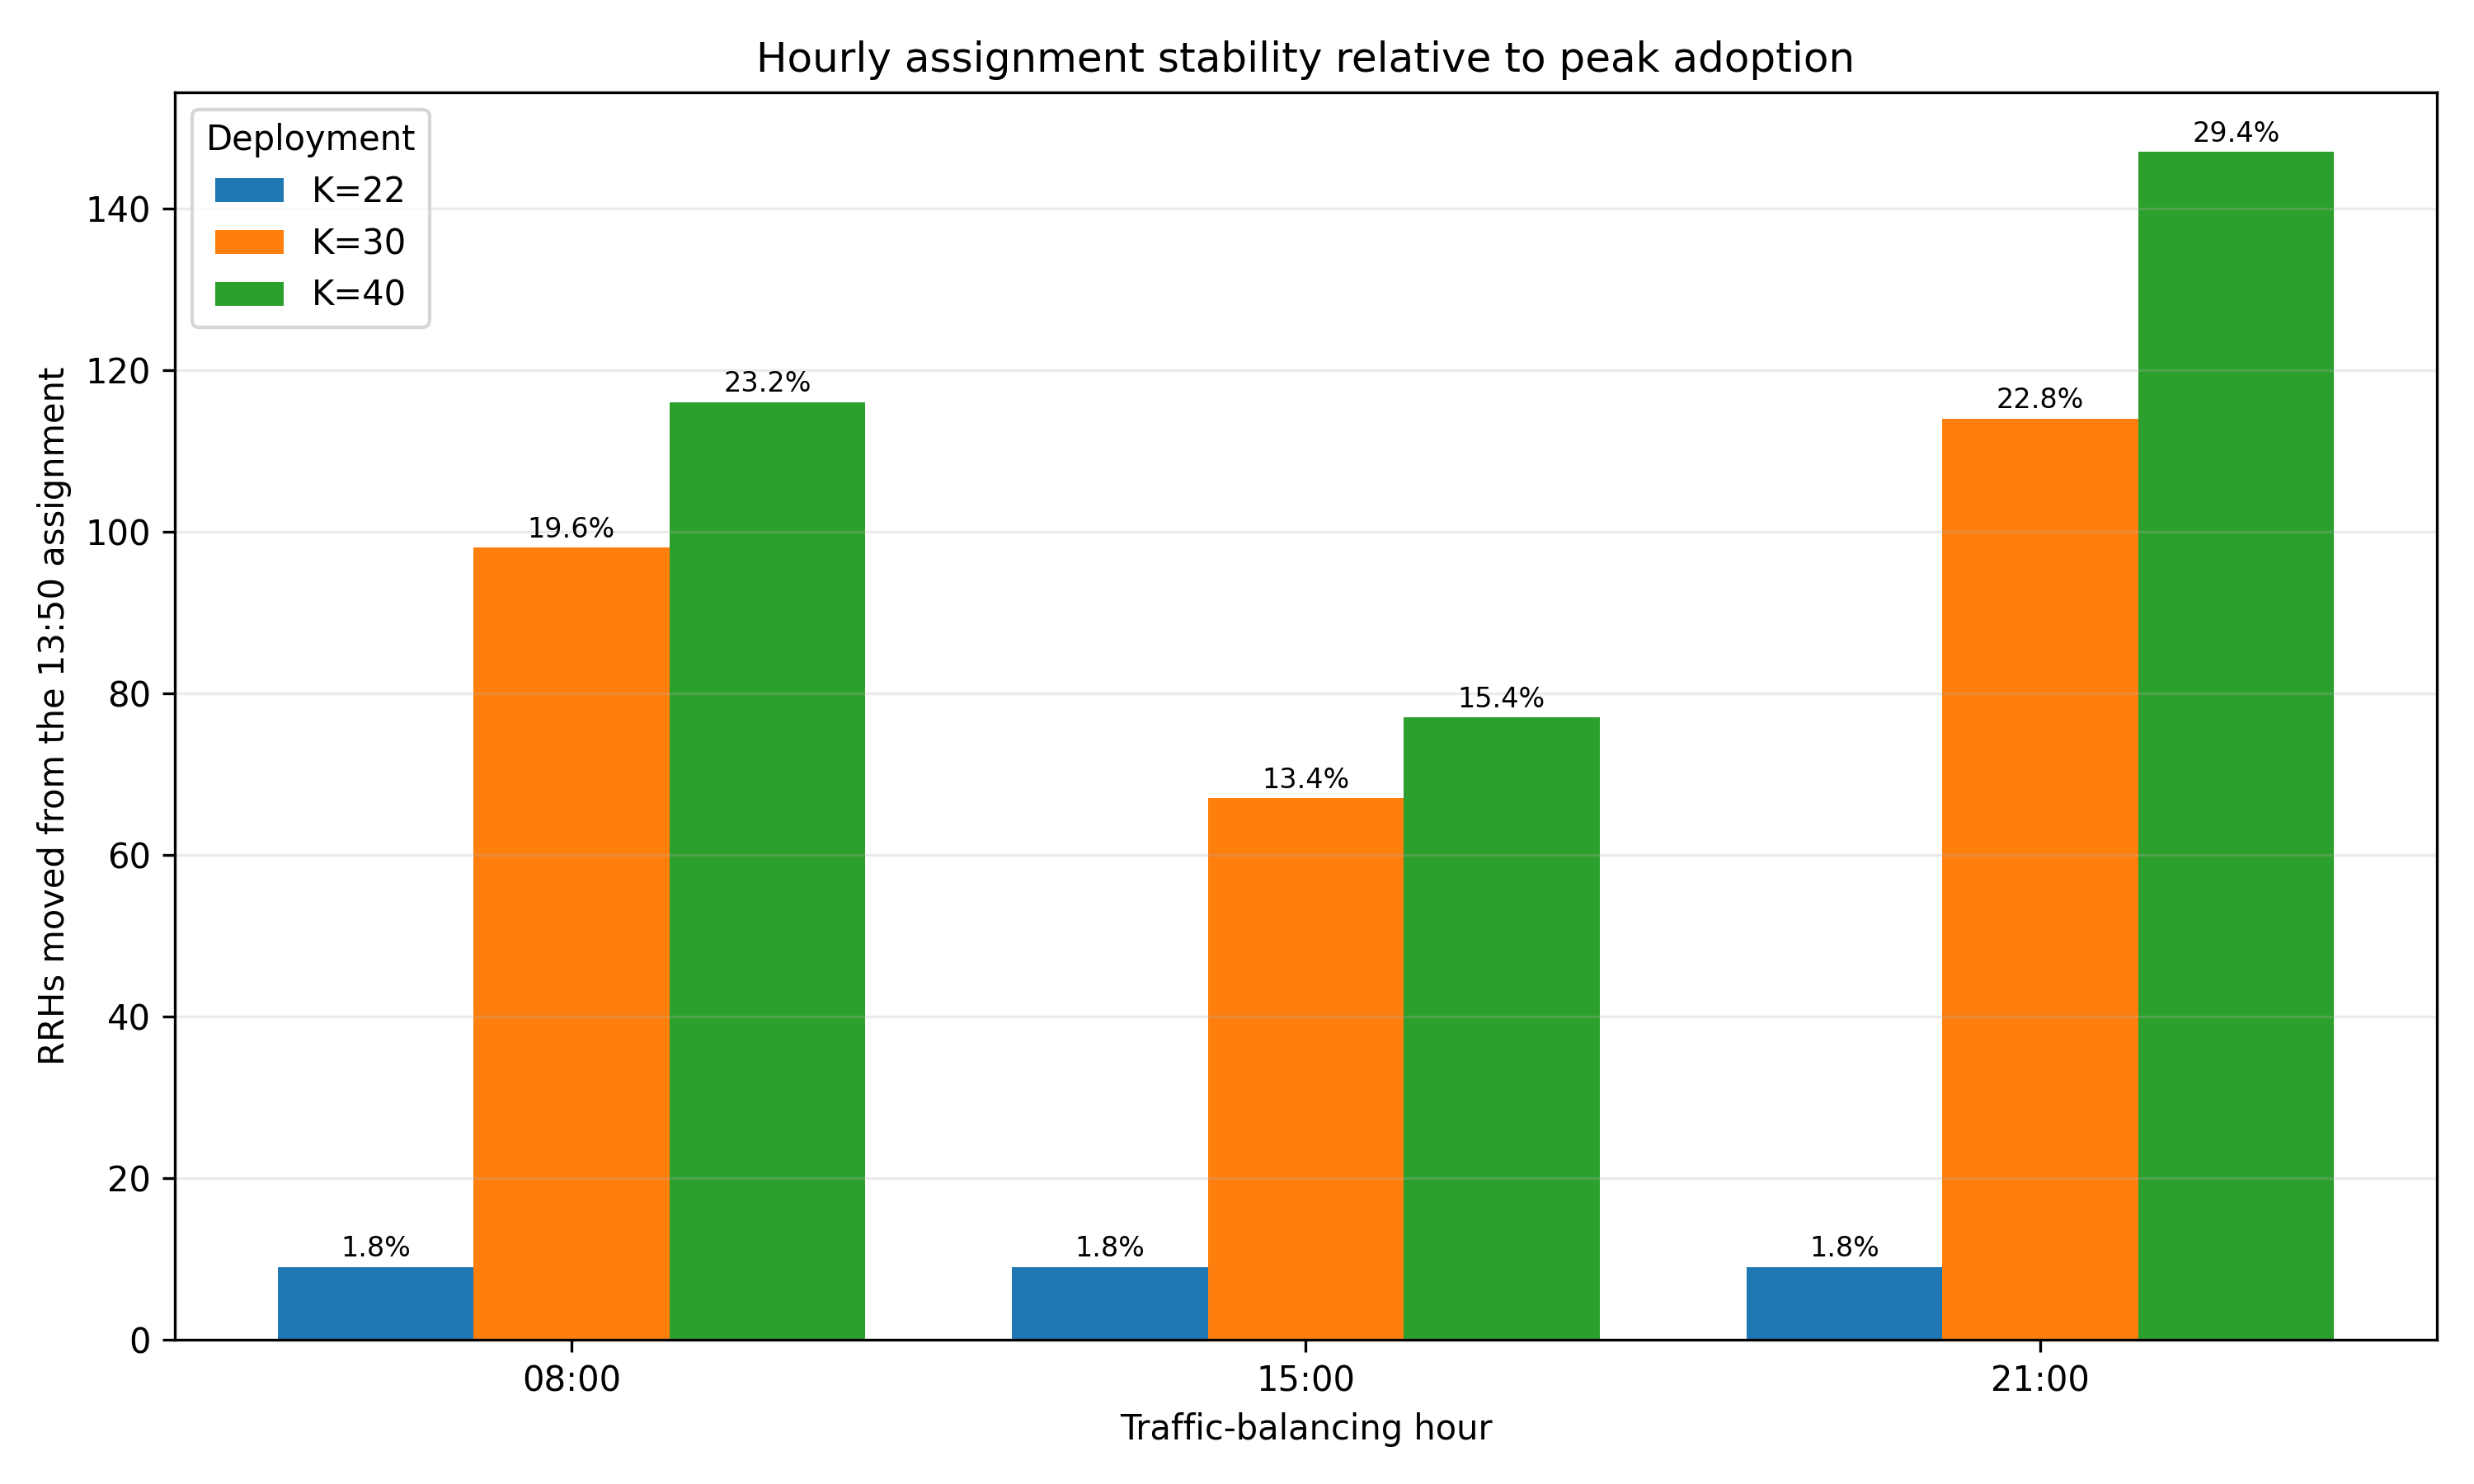 Hourly assignment stability relative to peak adoption
Deployment
K=22
K=30
K=40
RRHs moved from the 13:50 assignment
140
120
100
80
60
40
20
0
1.8%
19.6%
23.2%
1.8%
13.4%
15.4%
1.8%
22.8%
29.4%
08:00
15:00
21:00
Traffic-balancing hour